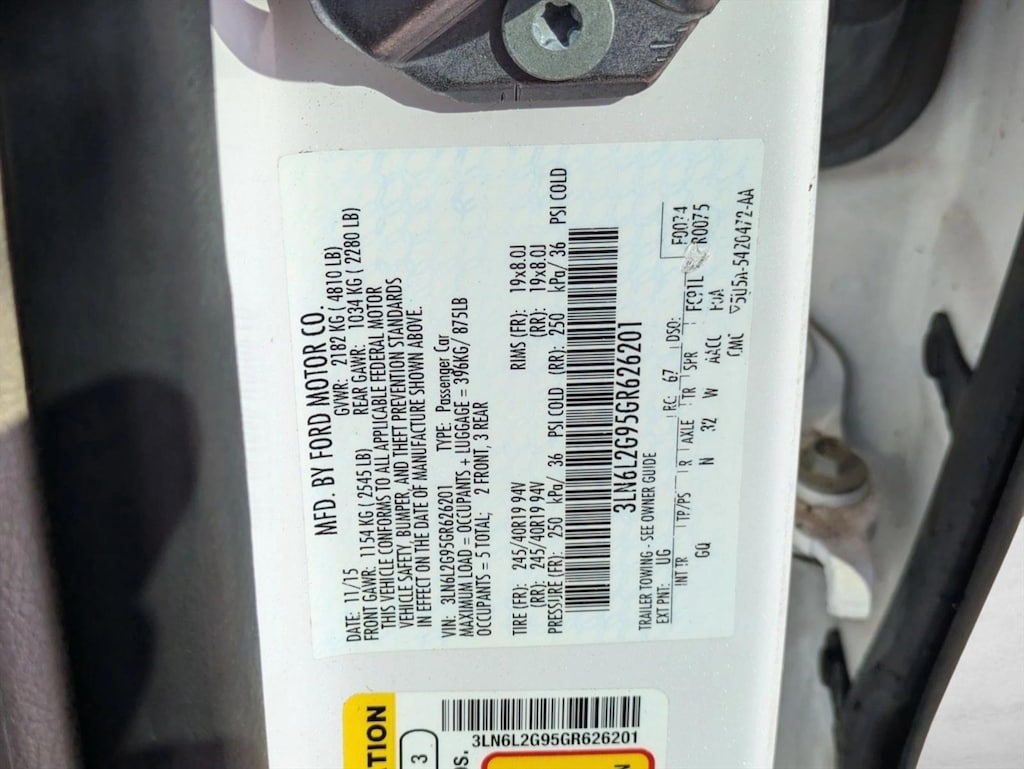 MFD. BY FORD MOTOR CO.
DATE: 11/15 GVWR: 2182 KG ( 4810 LB)
FRONT GAWR: 1154 KG ( 2545 LB) REAR GAWR: 1034 KG ( 2280 LB)
THIS VEHICLE CONFORMS TO ALL APPLICABLE FEDERAL MOTOR
VEHICLE SAFETY, BUMPER, AND THEFT PREVENTION STANDARDS
IN EFFECT ON THE DATE OF MANUFACTURE SHOWN ABOVE.
VIN: 3LN6L2G95GR626201 TYPE: Passenger Car
MAXIMUM LOAD = OCCUPANTS + LUGGAGE = 396KG/ 875LB
OCCUPANTS = 5 TOTAL; 2 FRONT, 3 REAR
TIRE (FR): 245/40R19 94V RIMS (FR): 19x8.0J
(RR): 245/40R19 94V (RR): 19x8.0J
PRESSURE (FR): 250 kPa/ 36 PSI COLD (RR): 250 kPa/ 36 PSI COLD
3LN6L2G95GR626201
TRAILER TOWING - SEE OWNER GUIDE
EXT PNT: UG RC: 67 DSO: R0075
INT TR TP/PS R AXLE TR SPR
GQ N 32 W AACC
3LN6L2G95GR626201
3